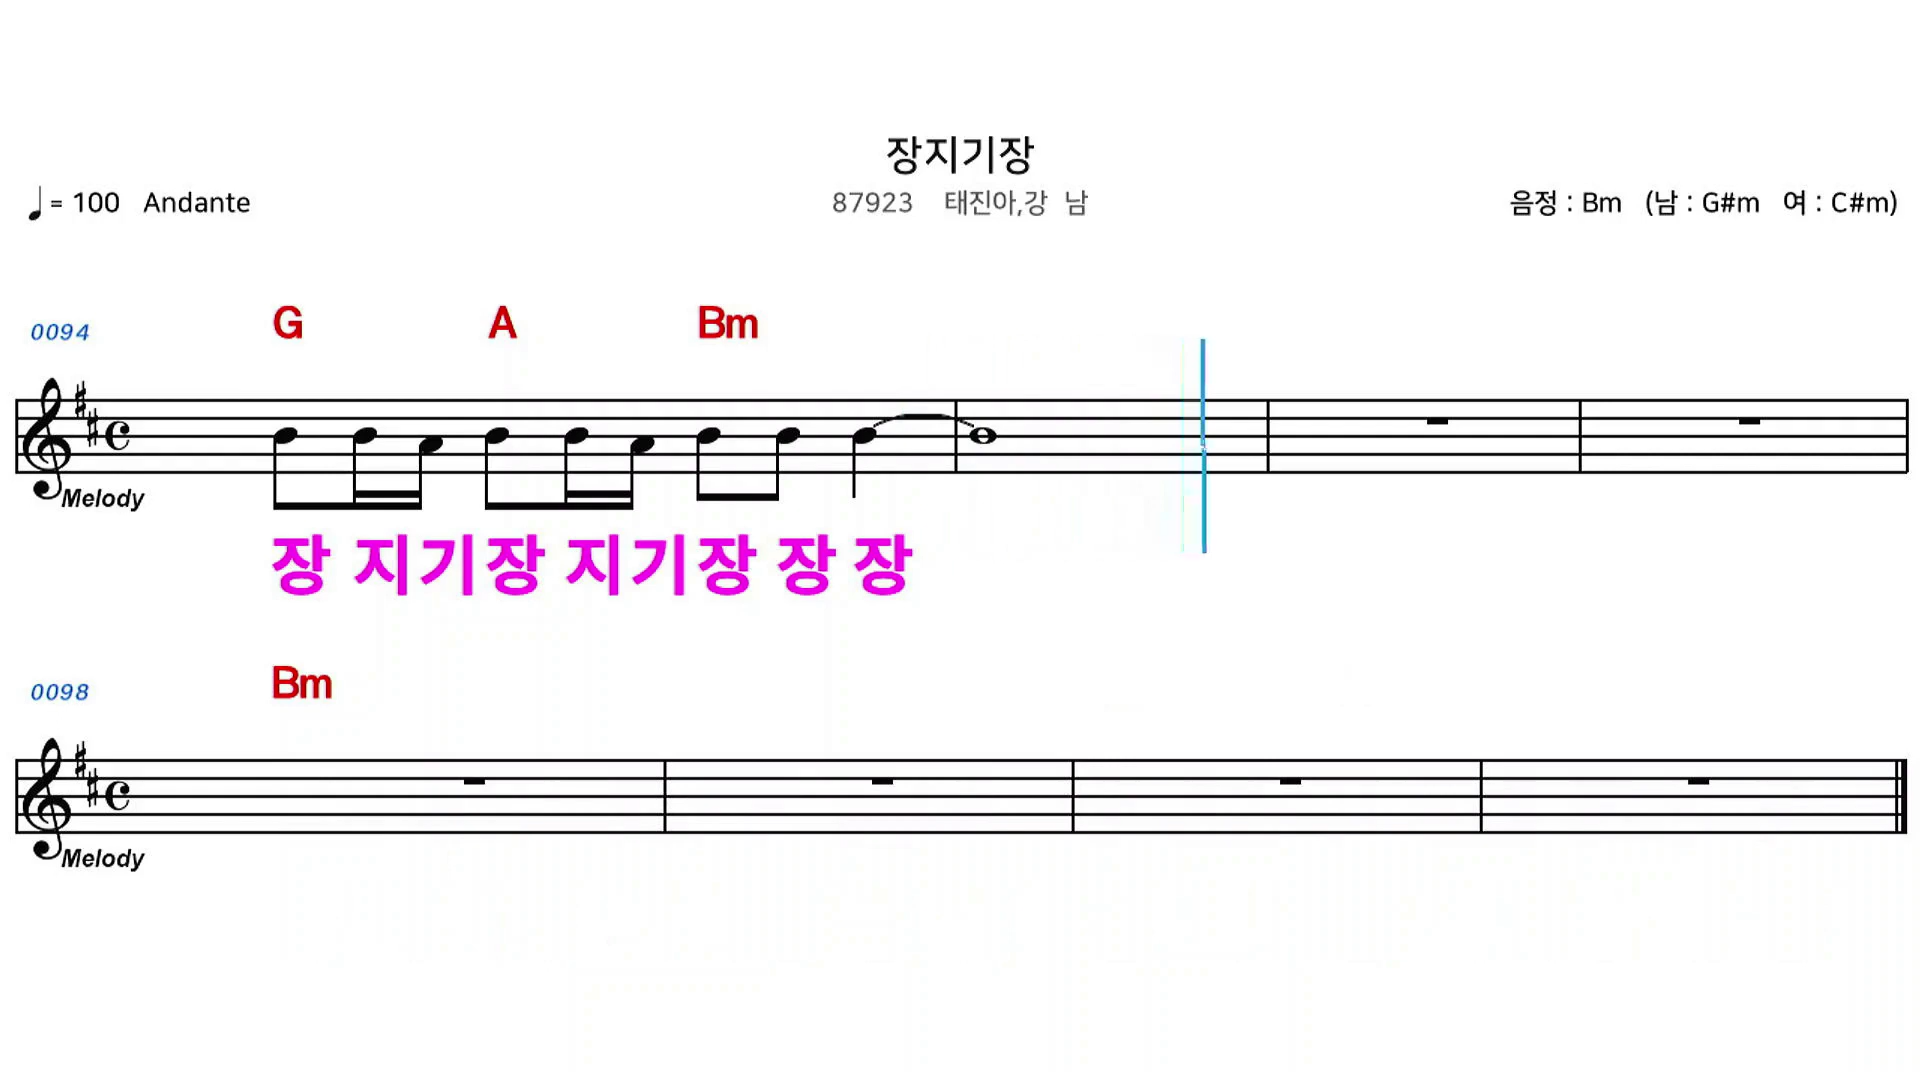 장지기장
♩= 100 Andante
87923 태진아,강 남
음정 : Bm (남 : G#m 여 : C#m)
0094 G A Bm
Melody
장 지기장 지기장 장 장
0098 Bm
Melody